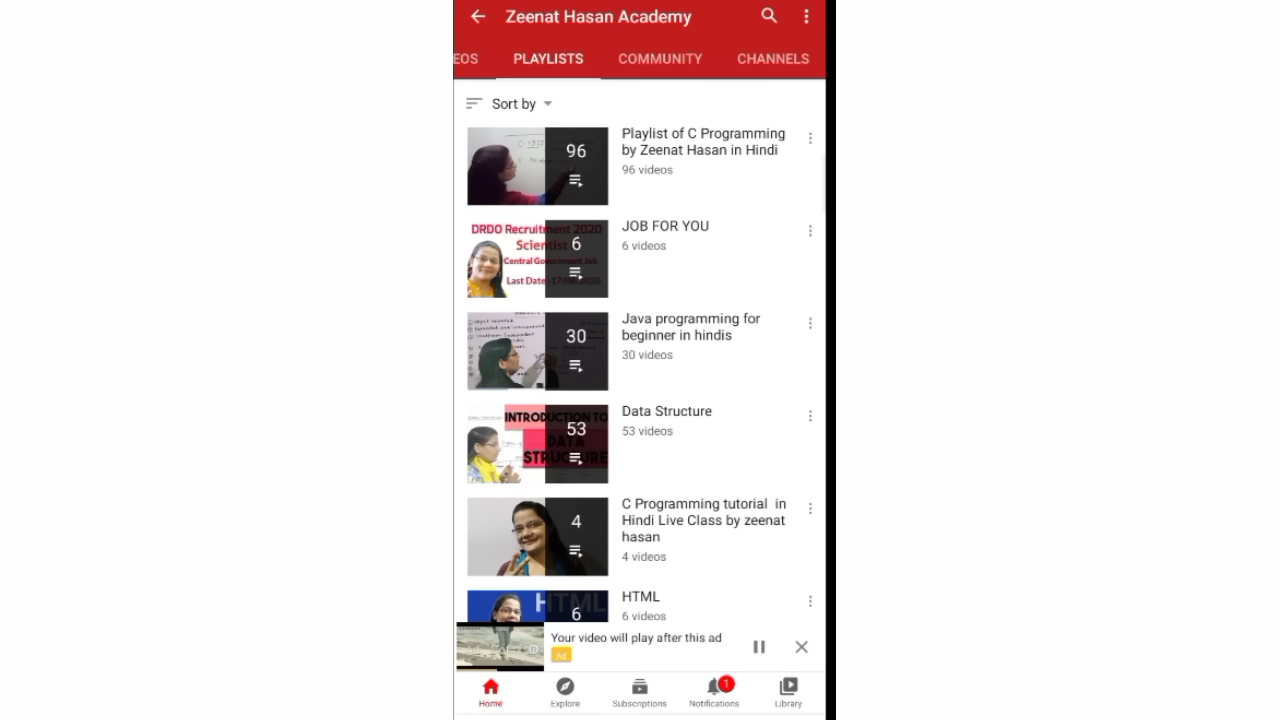 Zeenat Hasan Academy
EOS PLAYLISTS COMMUNITY CHANNELS
Sort by
96
Playlist of C Programming
by Zeenat Hasan in Hindi
96 videos
DRDO Recruitment 2020
Scientist
Central Government Job
Last Date- 17/
2020
6
JOB FOR YOU
6 videos
30
Java programming for
beginner in hindis
30 videos
INTRODUCTION TO
DATA
STRUCTURE
53
Data Structure
53 videos
4
C Programming tutorial in
Hindi Live Class by zeenat
hasan
4 videos
HTML
6
HTML
6 videos
Your video will play after this ad
Ad
Home Explore Subscriptions Notifications 1 Library